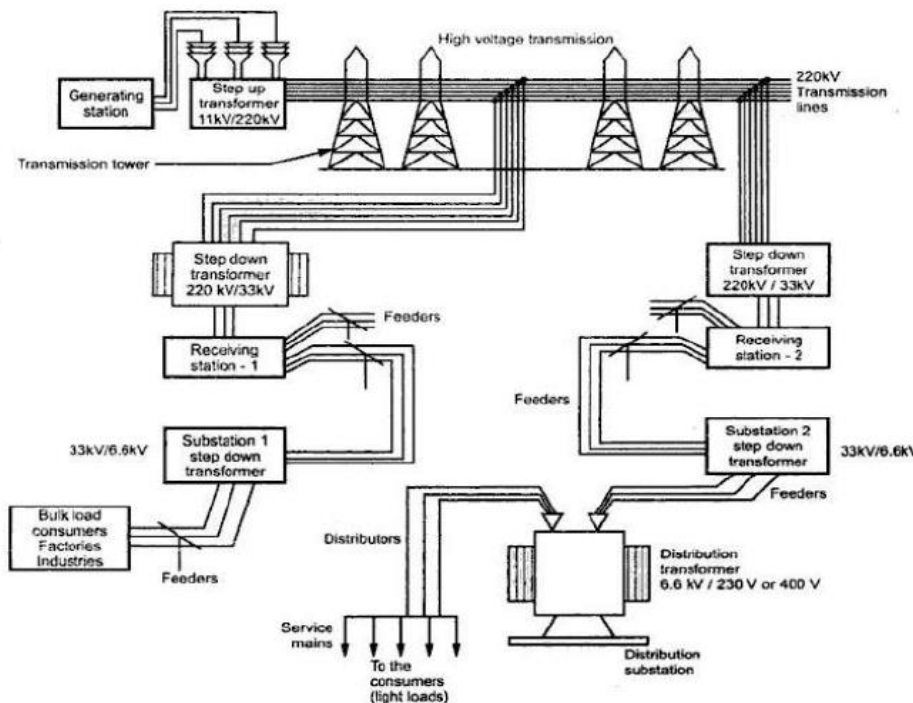 High voltage transmission
Generating
station
Step up
transformer
11kV/220kV
220kV
Transmission
lines
Transmission tower
Step down
transformer
220 kV/33kV
Step down
transformer
220kV / 33kV
Feeders
Receiving
station - 1
Receiving
station - 2
Feeders
33kV/6.6kV
Substation 1
step down
transformer
Substation 2
step down
transformer
33kV/6.6kV
Feeders
Bulk load
consumers
Factories
Industries
Feeders
Distributors
Distribution
transformer
6.6 kV / 230 V or 400 V
Service
mains
To the
consumers
(light loads)
Distribution
substation